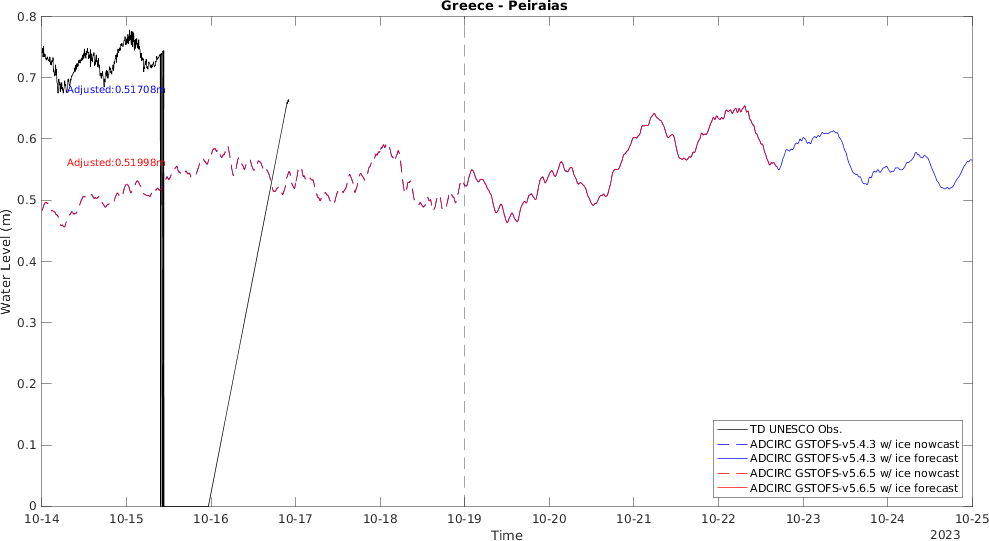 Greece - Peiraias
Water Level (m)
0.8
0.7
0.6
0.5
0.4
0.3
0.2
0.1
0
Adjusted:0.51708m
Adjusted:0.51998m
TD UNESCO Obs.
ADCIRC GSTOFS-v5.4.3 w/ ice nowcast
ADCIRC GSTOFS-v5.4.3 w/ ice forecast
ADCIRC GSTOFS-v5.6.5 w/ ice nowcast
ADCIRC GSTOFS-v5.6.5 w/ ice forecast
10-14 10-15 10-16 10-17 10-18 10-19 10-20 10-21 10-22 10-23 10-24 10-25
Time
2023